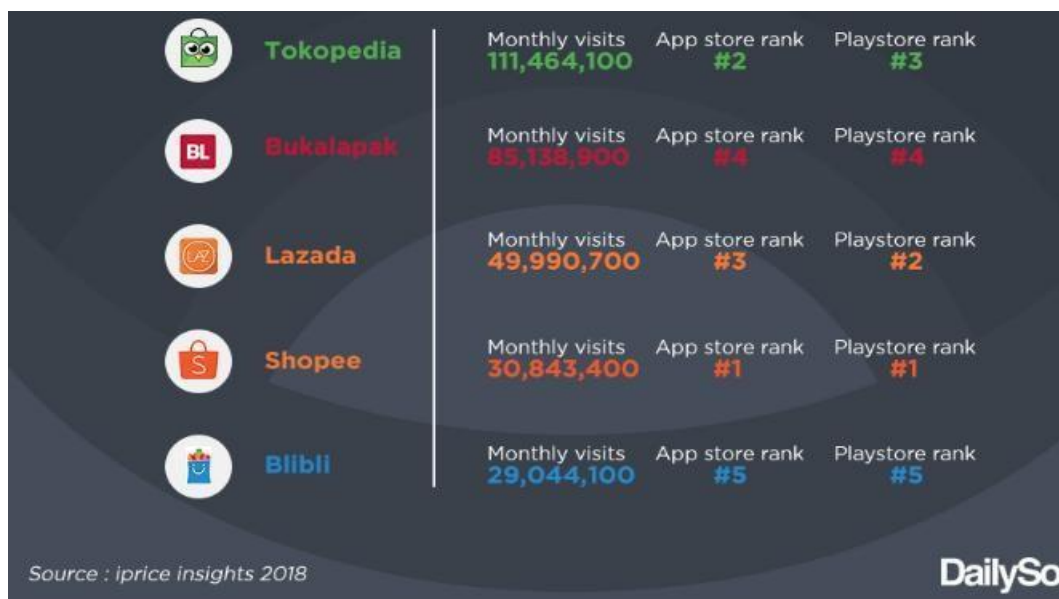 Tokopedia
Monthly visits App store rank Playstore rank
111,464,100 #2 #3
BL Bukalapak
Monthly visits App store rank Playstore rank
85,138,900 #4 #4
LAZ Lazada
Monthly visits App store rank Playstore rank
49,990,700 #3 #2
S Shopee
Monthly visits App store rank Playstore rank
30,843,400 #1 #1
Blibli
Monthly visits App store rank Playstore rank
29,044,100 #5 #5
Source : iprice insights 2018
DailySo